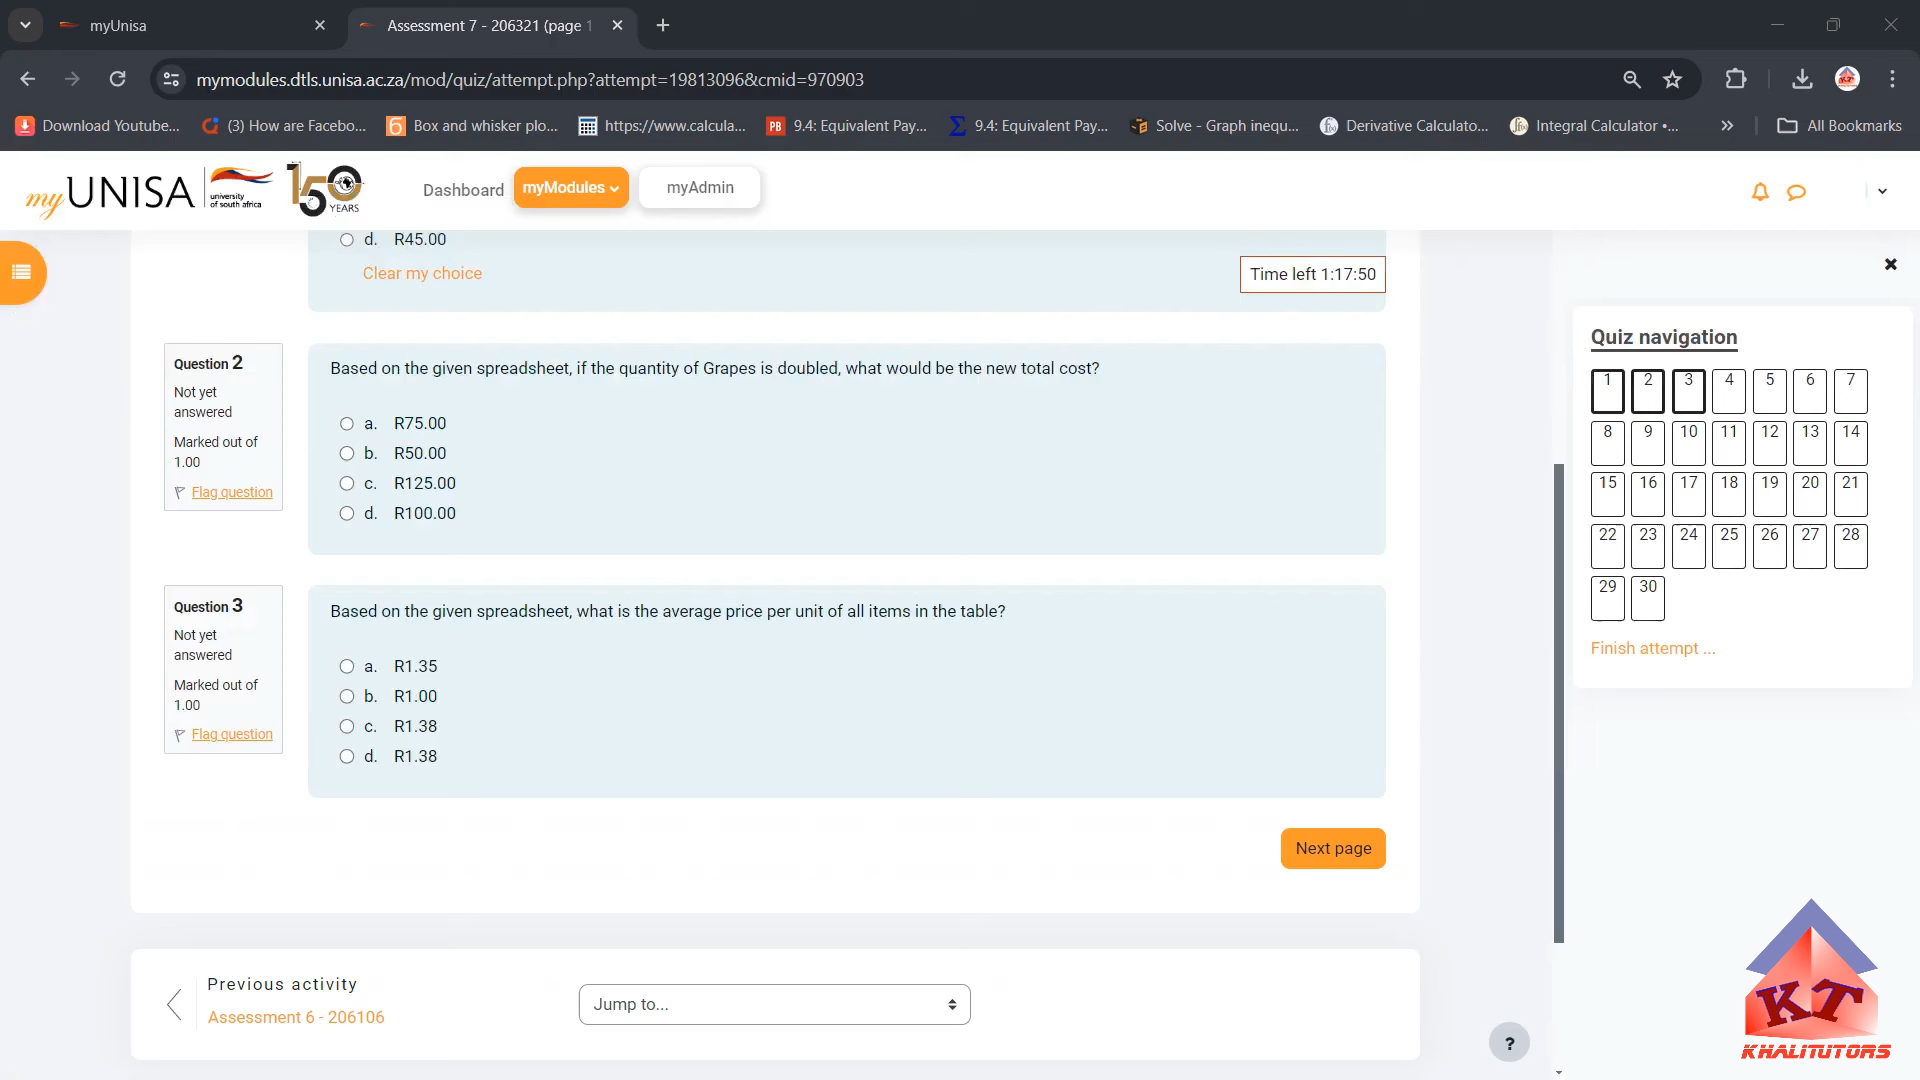 myUnisa
Assessment 7 - 206321 (page 1
mymodules.dtls.unisa.ac.za/mod/quiz/attempt.php?attempt=19813096&cmid=970903
Download Youtube...
(3) How are Facebo...
Box and whisker plo...
https://www.calcula...
PB
9.4: Equivalent Pay...
9.4: Equivalent Pay...
Solve - Graph inequ...
Derivative Calculato...
Integral Calculator •...
All Bookmarks
my UNISA
university
of south africa
150
YEARS
Dashboard
myModules
myAdmin
d. R45.00
Clear my choice
Time left 1:17:50
Question 2
Not yet
answered
Marked out of
1.00
Flag question
Based on the given spreadsheet, if the quantity of Grapes is doubled, what would be the new total cost?
a. R75.00
b. R50.00
c. R125.00
d. R100.00
Question 3
Not yet
answered
Marked out of
1.00
Flag question
Based on the given spreadsheet, what is the average price per unit of all items in the table?
a. R1.35
b. R1.00
c. R1.38
d. R1.38
Next page
Previous activity
Assessment 6 - 206106
Jump to...
?
Quiz navigation
1 2 3 4 5 6 7
8 9 10 11 12 13 14
15 16 17 18 19 20 21
22 23 24 25 26 27 28
29 30
Finish attempt ...
KT
KHALITUTORS